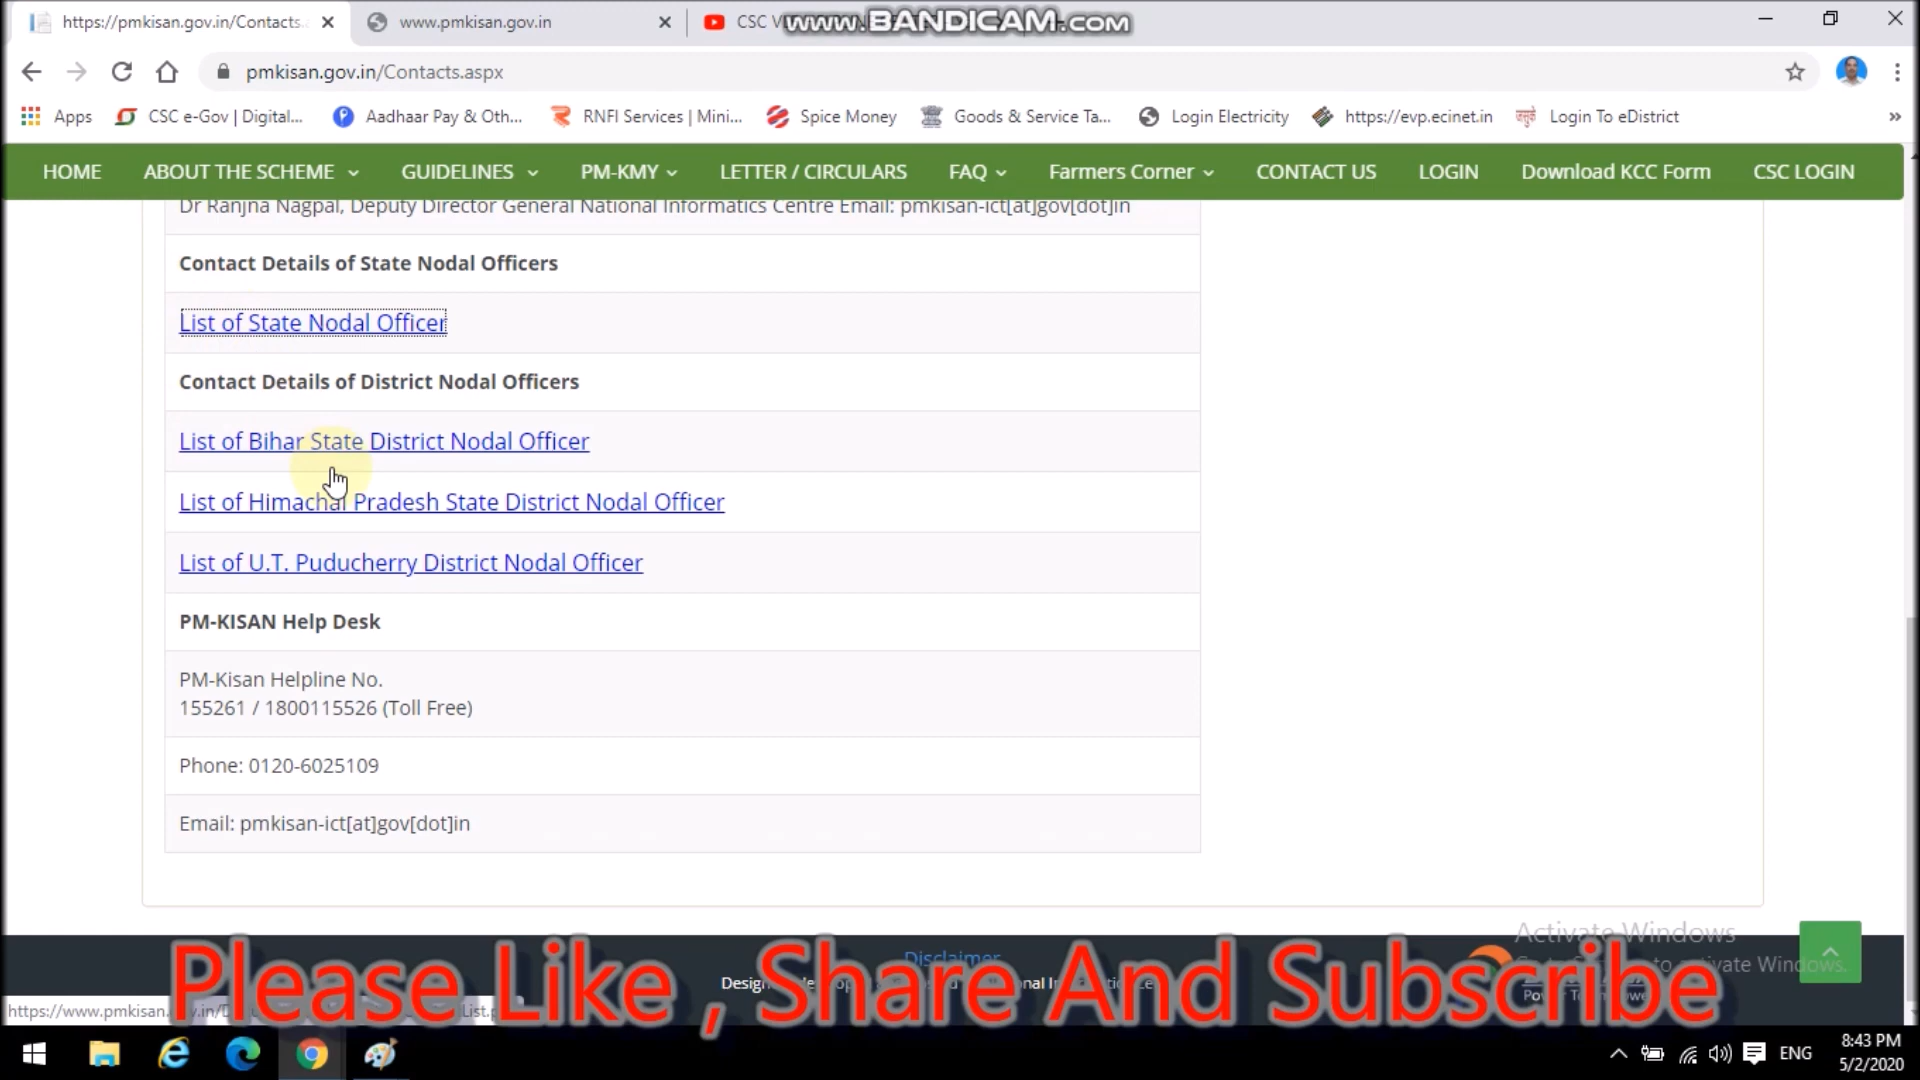 https://pmkisan.gov.in/Contacts.
www.pmkisan.gov.in
CSC V
WWW.BANDICAM.COM
pmkisan.gov.in/Contacts.aspx
Apps
CSC e-Gov | Digital...
Aadhaar Pay & Oth...
RNFI Services | Mini...
Spice Money
Goods & Service Ta...
Login Electricity
https://evp.ecinet.in
Login To eDistrict
»
HOME
ABOUT THE SCHEME
GUIDELINES
PM-KMY
LETTER / CIRCULARS
FAQ
Farmers Corner
CONTACT US
LOGIN
Download KCC Form
CSC LOGIN
Dr Ranjna Nagpal, Deputy Director General National Informatics Centre Email: pmkisan-ict[at]gov[dot]in
Contact Details of State Nodal Officers
List of State Nodal Officer
Contact Details of District Nodal Officers
List of Bihar State District Nodal Officer
List of Himachal Pradesh State District Nodal Officer
List of U.T. Puducherry District Nodal Officer
PM-KISAN Help Desk
PM-Kisan Helpline No.
155261 / 1800115526 (Toll Free)
Phone: 0120-6025109
Email: pmkisan-ict[at]gov[dot]in
Activate Windows
to activate Windows.
Disclaimer
Please Like , Share And Subscribe
https://www.pmkisan.
ENG
8:43 PM
5/2/2020